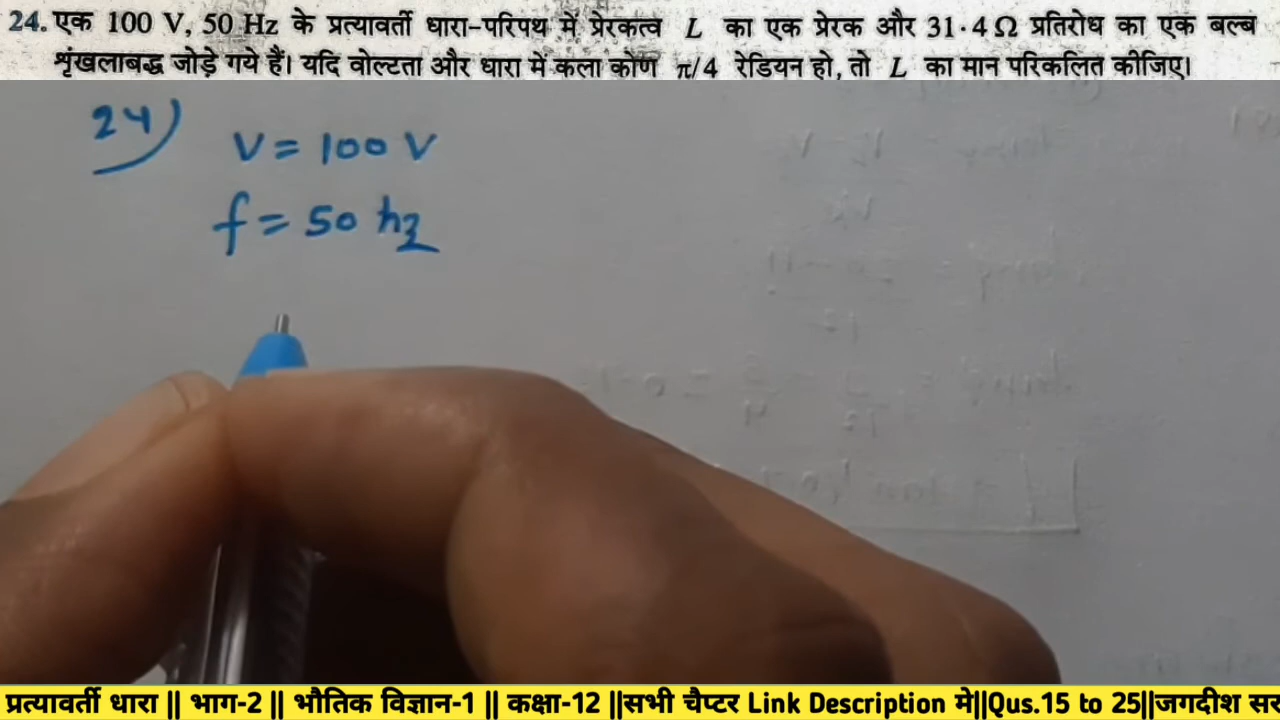 24. एक 100 V, 50 Hz के प्रत्यावर्ती धारा-परिपथ में प्रेरकत्व L का एक प्रेरक और 31·4 Ω प्रतिरोध का एक बल्ब
शृंखलाबद्ध जोड़े गये हैं। यदि वोल्टता और धारा में कला कोण π/4 रेडियन हो, तो L का मान परिकलित कीजिए।
24)
V = 100 V
f = 50 hz
प्रत्यावर्ती धारा || भाग-2 || भौतिक विज्ञान-1 || कक्षा-12 ||सभी चैप्टर Link Description मे||Qus.15 to 25||जगदीश सर